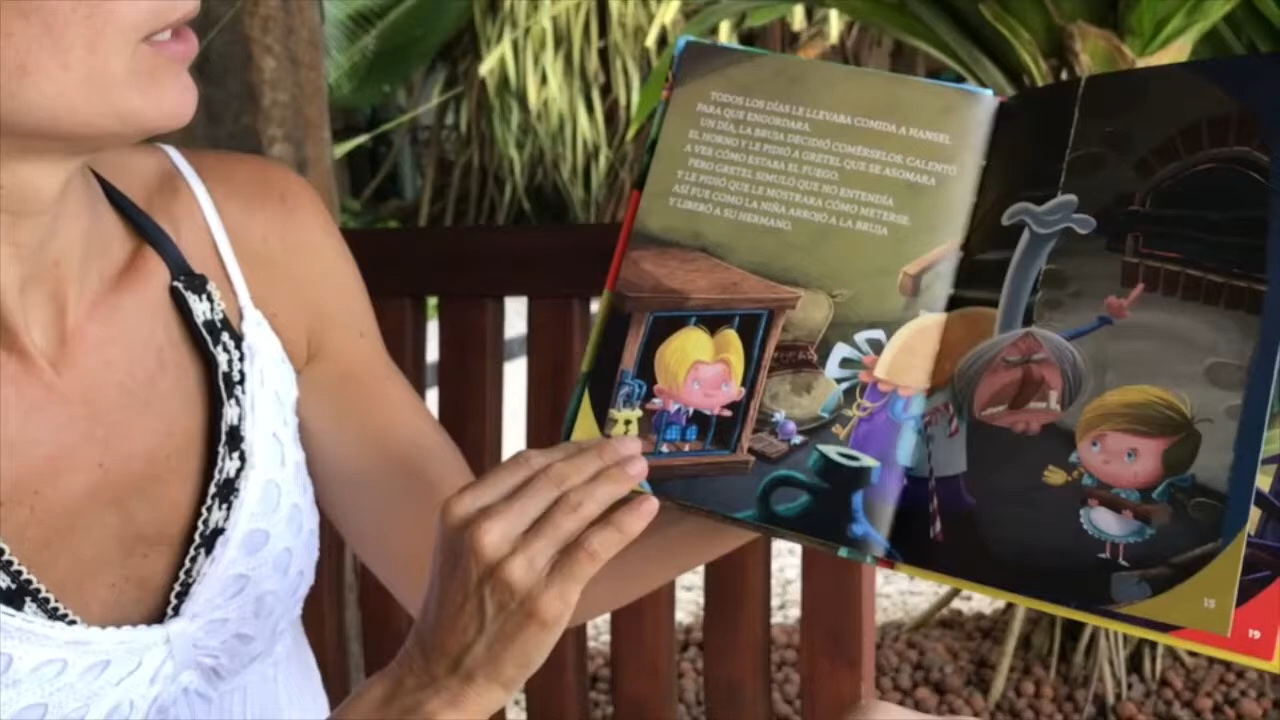 TODOS LOS DÍAS LE LLEVABA COMIDA A HANSEL
PARA QUE ENGORDARA.
UN DÍA, LA BRUJA DECIDIÓ COMÉRSELOS. CALENTÓ
EL HORNO Y LE PIDIÓ A GRETEL QUE SE ASOMARA
A VER CÓMO ESTABA EL FUEGO.
PERO GRETEL SIMULÓ QUE NO ENTENDÍA
Y LE PIDIÓ QUE LE MOSTRARA CÓMO METERSE.
ASÍ FUE COMO LA NIÑA ARROJÓ A LA BRUJA
Y LIBERÓ A SU HERMANO.
15
19